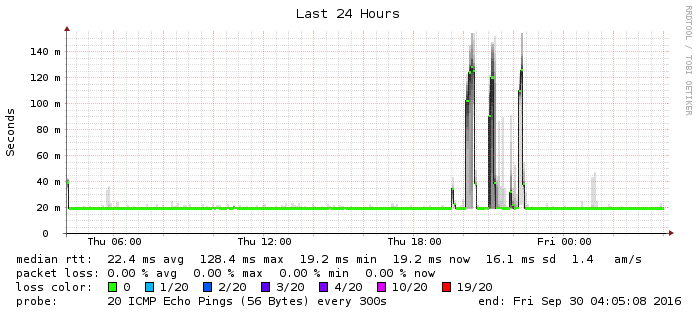 Last 24 Hours
RRDTOOL / TOBI OETIKER
Seconds
140 m
120 m
100 m
80 m
60 m
40 m
20 m
0
Thu 06:00 Thu 12:00 Thu 18:00 Fri 00:00
median rtt: 22.4 ms avg 128.4 ms max 19.2 ms min 19.2 ms now 16.1 ms sd 1.4 am/s
packet loss: 0.00 % avg 0.00 % max 0.00 % min 0.00 % now
loss color: 0 1/20 2/20 3/20 4/20 10/20 19/20
probe: 20 ICMP Echo Pings (56 Bytes) every 300s end: Fri Sep 30 04:05:08 2016